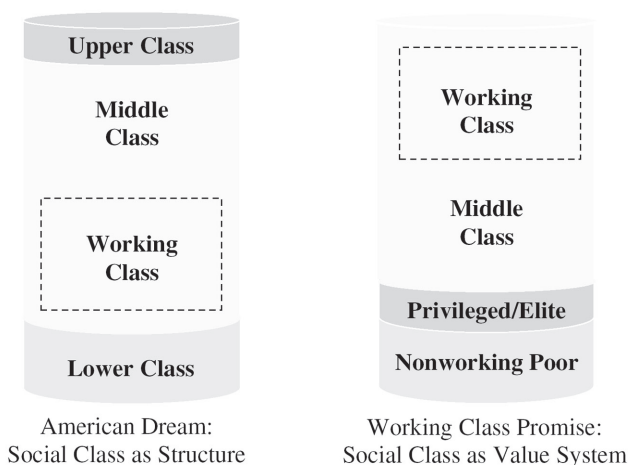 Upper Class
Middle
Class
Working
Class
Lower Class
American Dream:
Social Class as Structure
Working
Class
Middle
Class
Privileged/Elite
Nonworking Poor
Working Class Promise:
Social Class as Value System